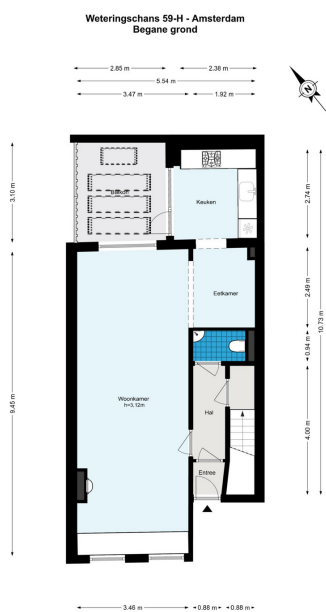 Weteringschans 59-H - Amsterdam
Begane grond
2.85 m
2.38 m
5.54 m
3.47 m
1.92 m
N
3.10 m
2.74 m
Balkon
Keuken
2.49 m
Eetkamer
10.73 m
0.94 m
9.45 m
Woonkamer
h=3,12m
Hal
4.00 m
Entree
3.46 m
0.88 m
0.88 m